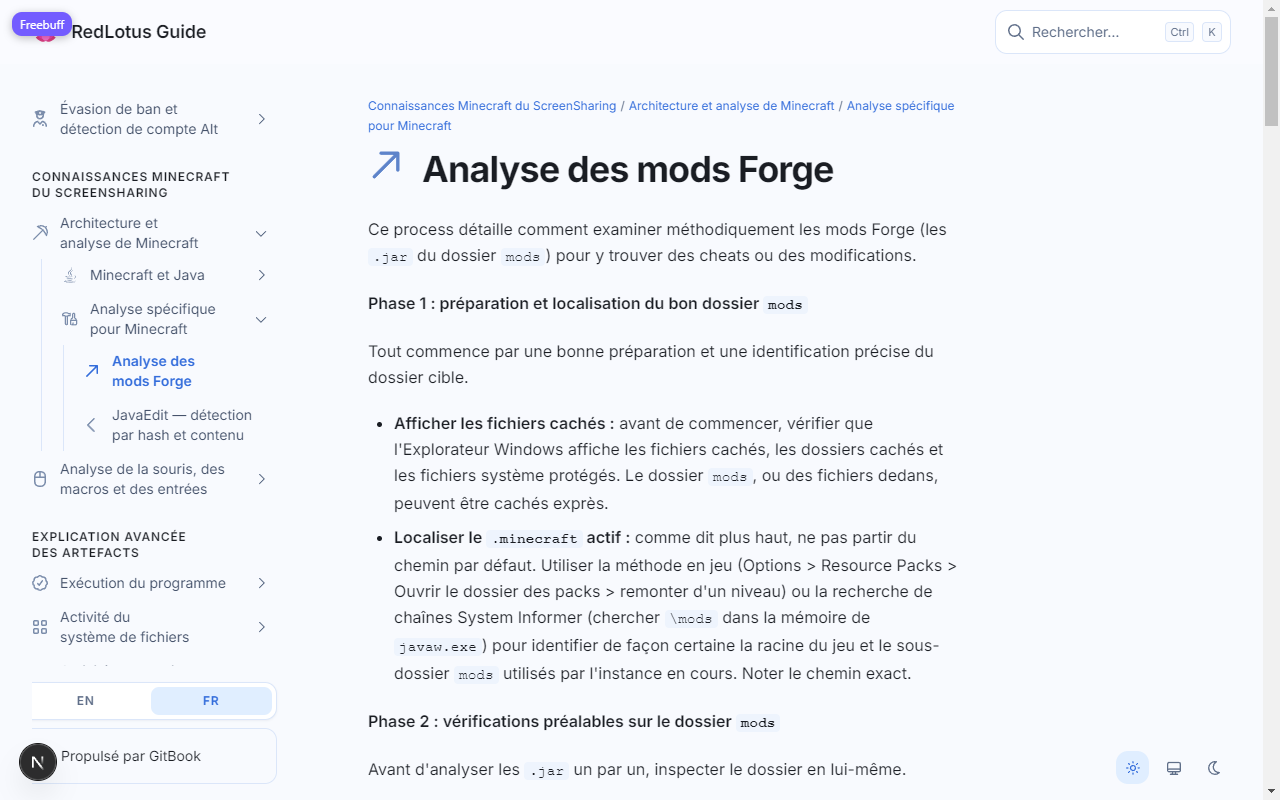 Freebuff
RedLotus Guide
Rechercher...
Ctrl
K
Évasion de ban et
détection de compte Alt
CONNAISSANCES MINECRAFT
DU SCREENSHARING
Architecture et
analyse de Minecraft
Minecraft et Java
Analyse spécifique
pour Minecraft
Analyse des
mods Forge
JavaEdit — détection
par hash et contenu
Analyse de la souris, des
macros et des entrées
EXPLICATION AVANCÉE
DES ARTEFACTS
Exécution du programme
Activité du
système de fichiers
EN
FR
Propulsé par GitBook
N
Connaissances Minecraft du ScreenSharing / Architecture et analyse de Minecraft / Analyse spécifique
pour Minecraft
Analyse des mods Forge
Ce process détaille comment examiner méthodiquement les mods Forge (les
.jar du dossier mods) pour y trouver des cheats ou des modifications.
Phase 1 : préparation et localisation du bon dossier mods
Tout commence par une bonne préparation et une identification précise du
dossier cible.
• Afficher les fichiers cachés : avant de commencer, vérifier que
l'Explorateur Windows affiche les fichiers cachés, les dossiers cachés et
les fichiers système protégés. Le dossier mods, ou des fichiers dedans,
peuvent être cachés exprès.
• Localiser le .minecraft actif : comme dit plus haut, ne pas partir du
chemin par défaut. Utiliser la méthode en jeu (Options > Resource Packs >
Ouvrir le dossier des packs > remonter d'un niveau) ou la recherche de
chaînes System Informer (chercher \mods dans la mémoire de
javaw.exe) pour identifier de façon certaine la racine du jeu et le sous-
dossier mods utilisés par l'instance en cours. Noter le chemin exact.
Phase 2 : vérifications préalables sur le dossier mods
Avant d'analyser les .jar un par un, inspecter le dossier en lui-même.